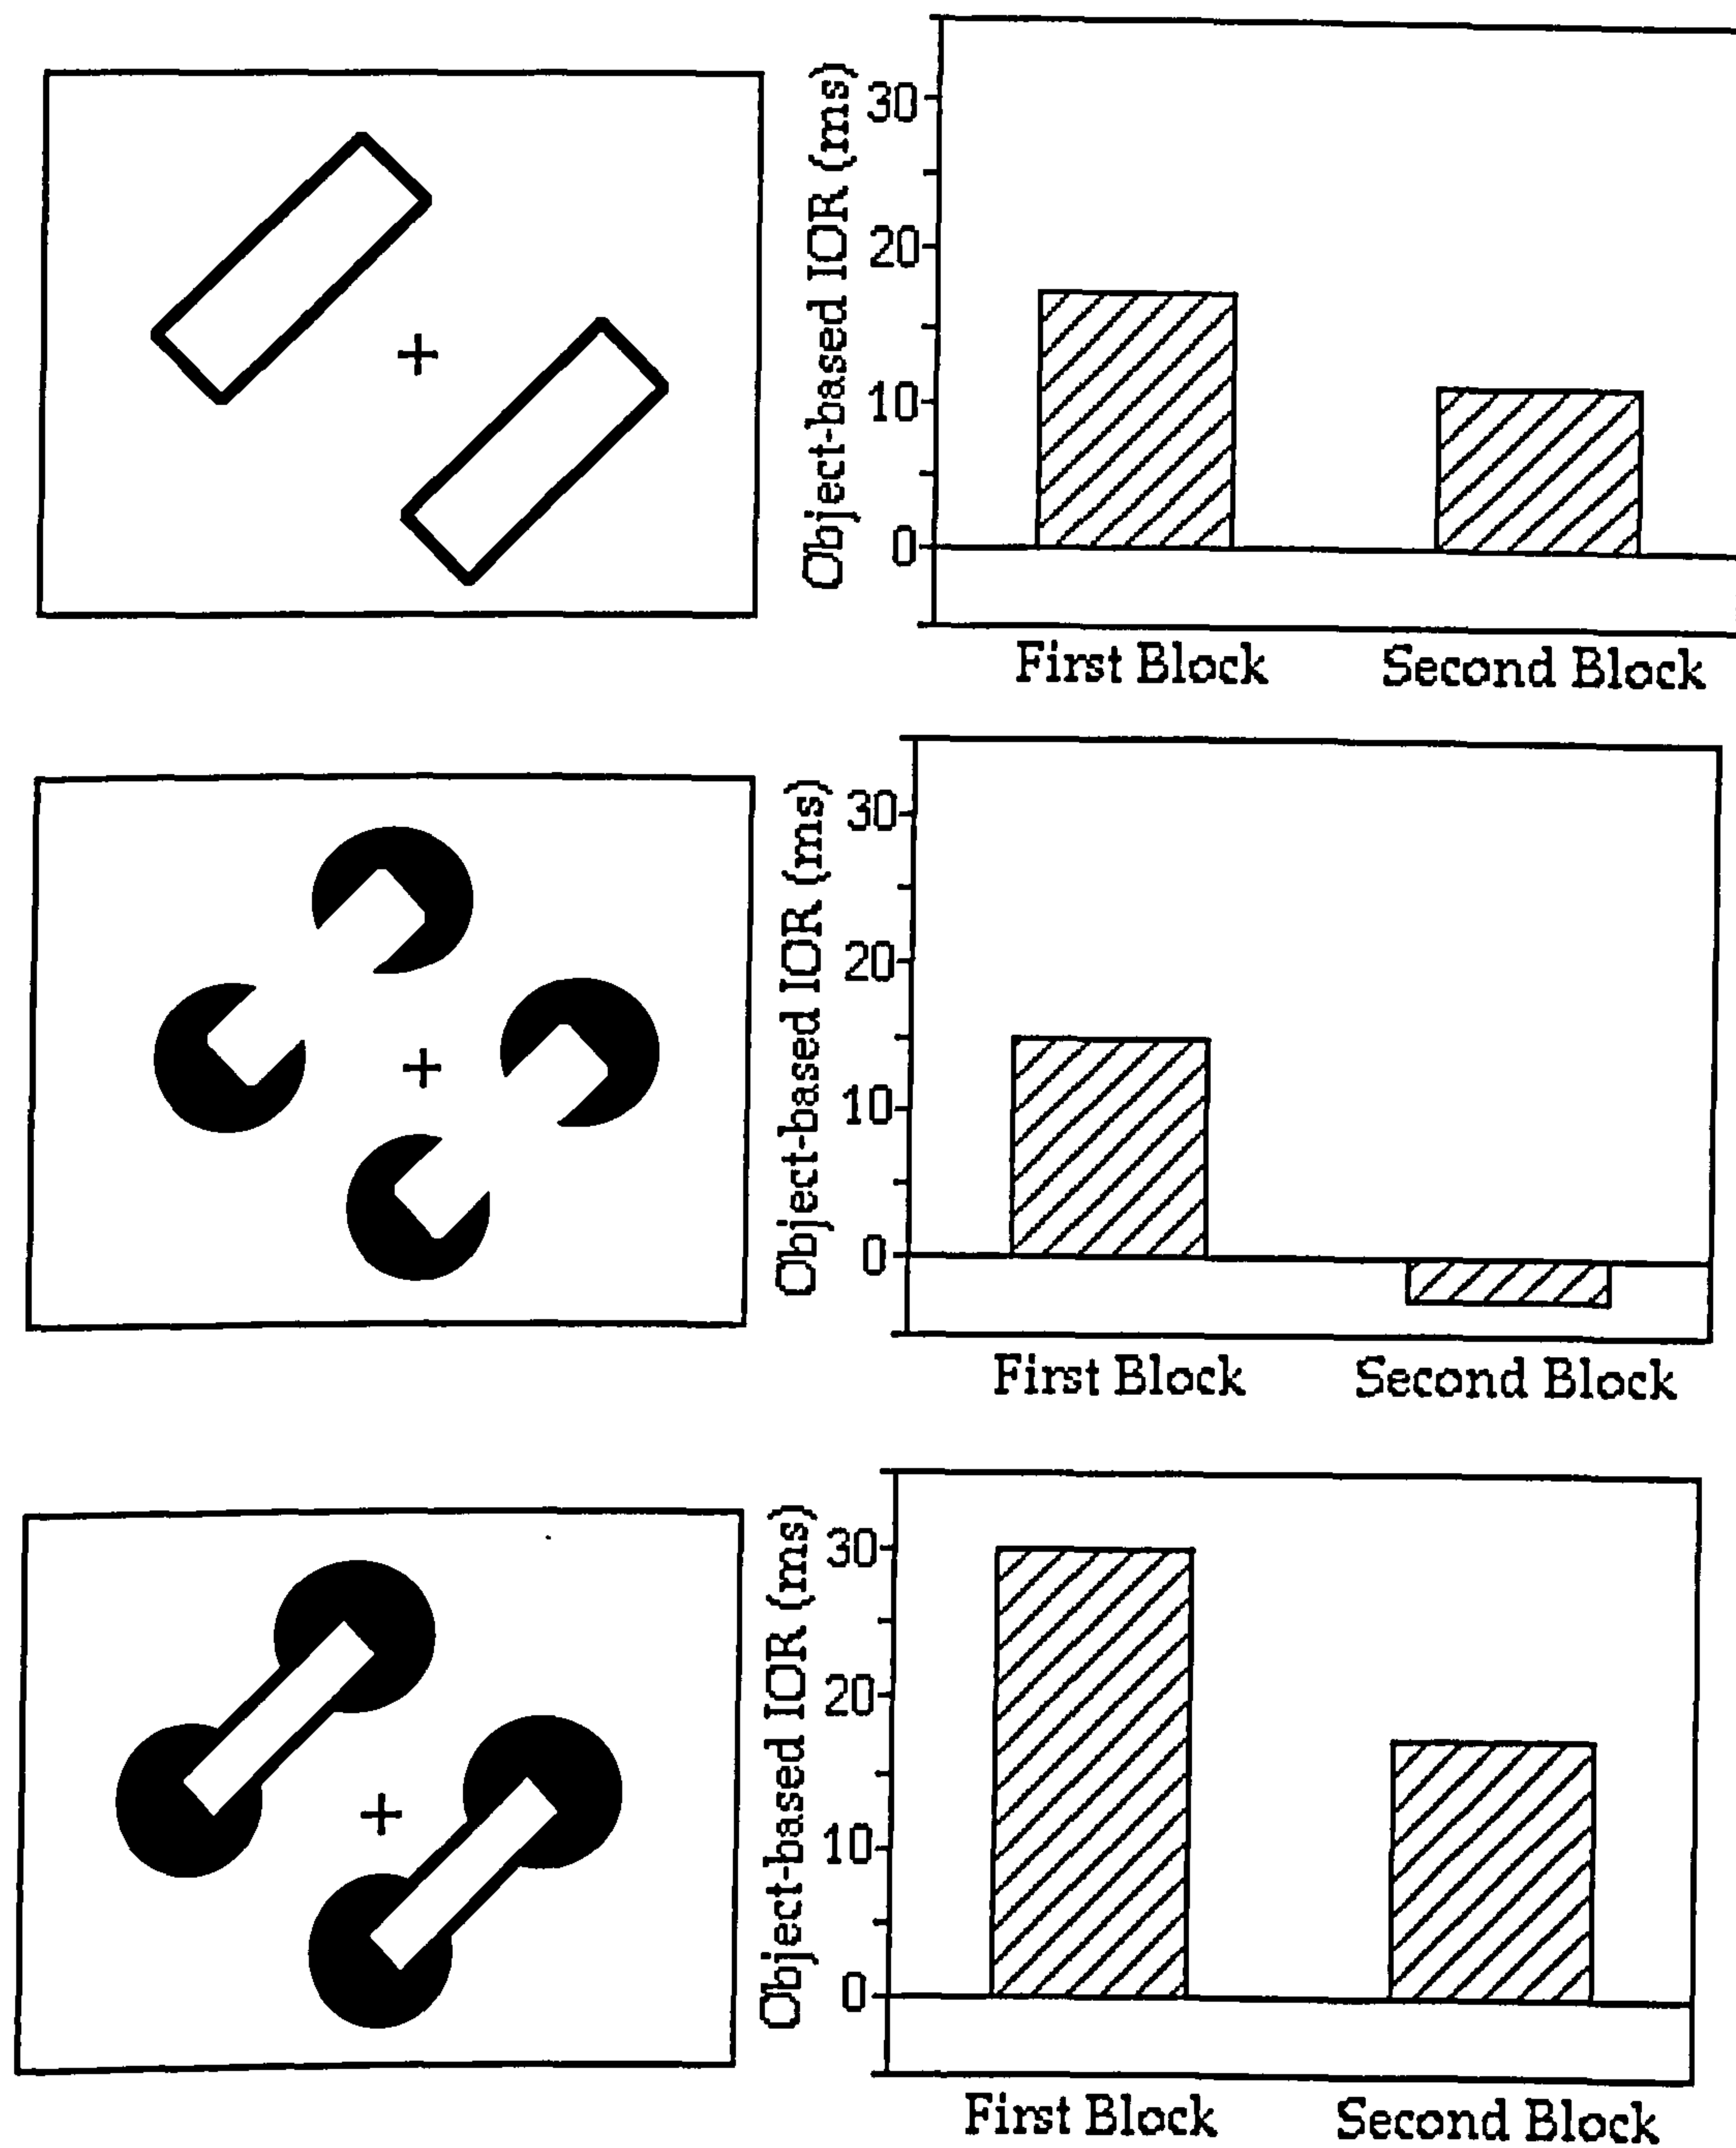 Object-based IOR (ms)
30
20
10
0
First Block Second Block
Object-based IOR (ms)
30
20
10
0
First Block Second Block
Object-based IOR (ms)
30
20
10
0
First Block Second Block